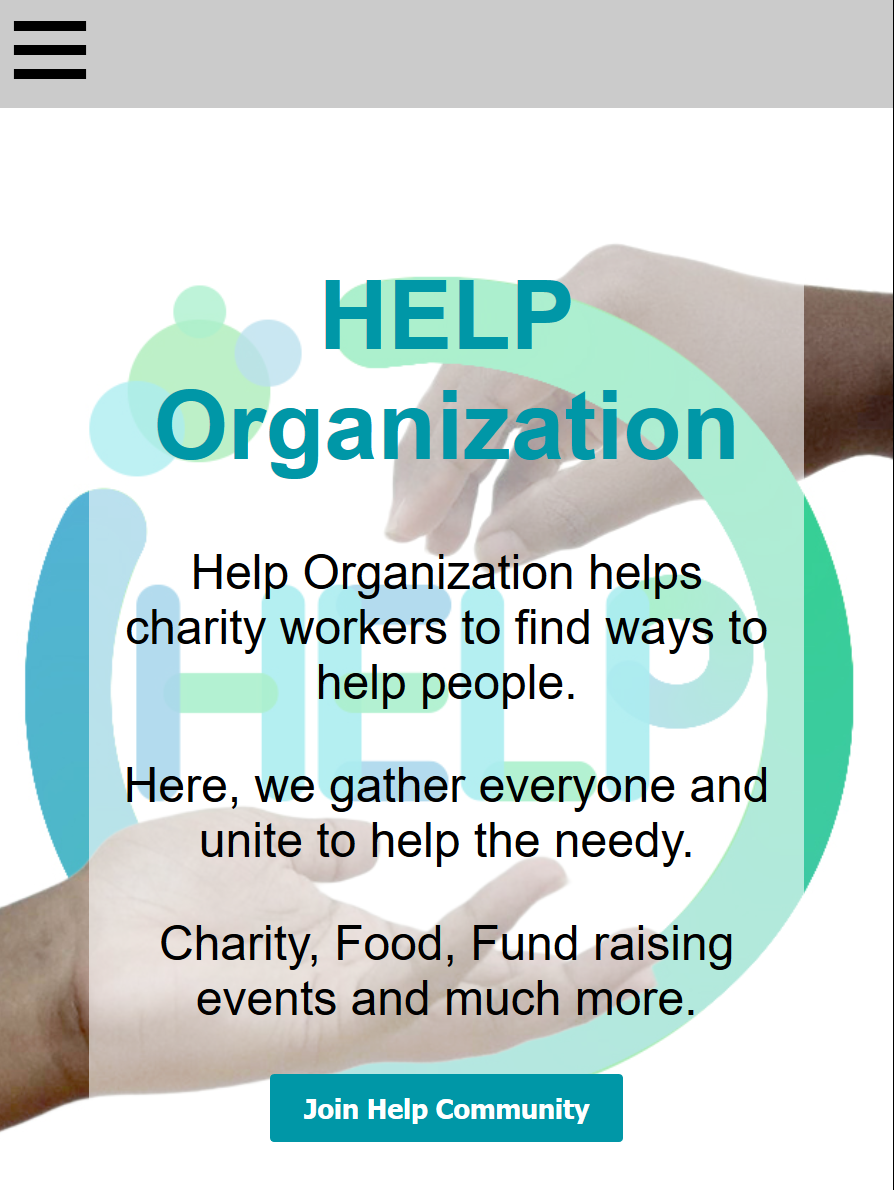 HELP
Organization
Help Organization helps
charity workers to find ways to
help people.
HELP
Here, we gather everyone and
unite to help the needy.
Charity, Food, Fund raising
events and much more.
Join Help Community